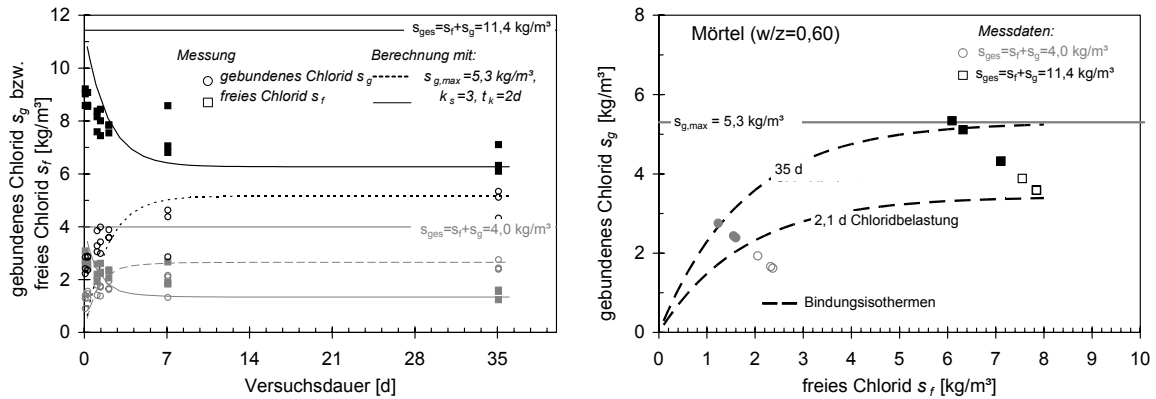 gebundenes Chlorid s_g bzw.
freies Chlorid s_f [kg/m³]
12
10
8
6
4
2
0
s_ges=s_f+s_g=11,4 kg/m³
Messung
gebundenes Chlorid s_g
freies Chlorid s_f
Berechnung mit:
s_g,max=5,3 kg/m³,
k_s=3, t_k=2d
s_ges=s_f+s_g=4,0 kg/m³
0
7
14
21
28
35
Versuchsdauer [d]
gebundenes Chlorid s_g [kg/m³]
8
6
4
2
0
Mörtel (w/z=0,60)
Messdaten:
s_ges=s_f+s_g=4,0 kg/m³
s_ges=s_f+s_g=11,4 kg/m³
s_g,max = 5,3 kg/m³
35 d
2,1 d Chloridbelastung
Bindungsisothermen
0 1 2 3 4 5 6 7 8 9 10
freies Chlorid s_f [kg/m³]